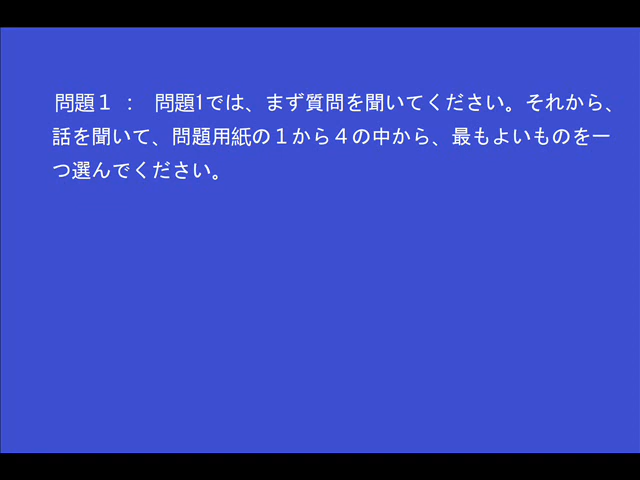 問題１ ： 問題1では、まず質問を聞いてください。それから、
話を聞いて、問題用紙の１から４の中から、最もよいものを一
つ選んでください。